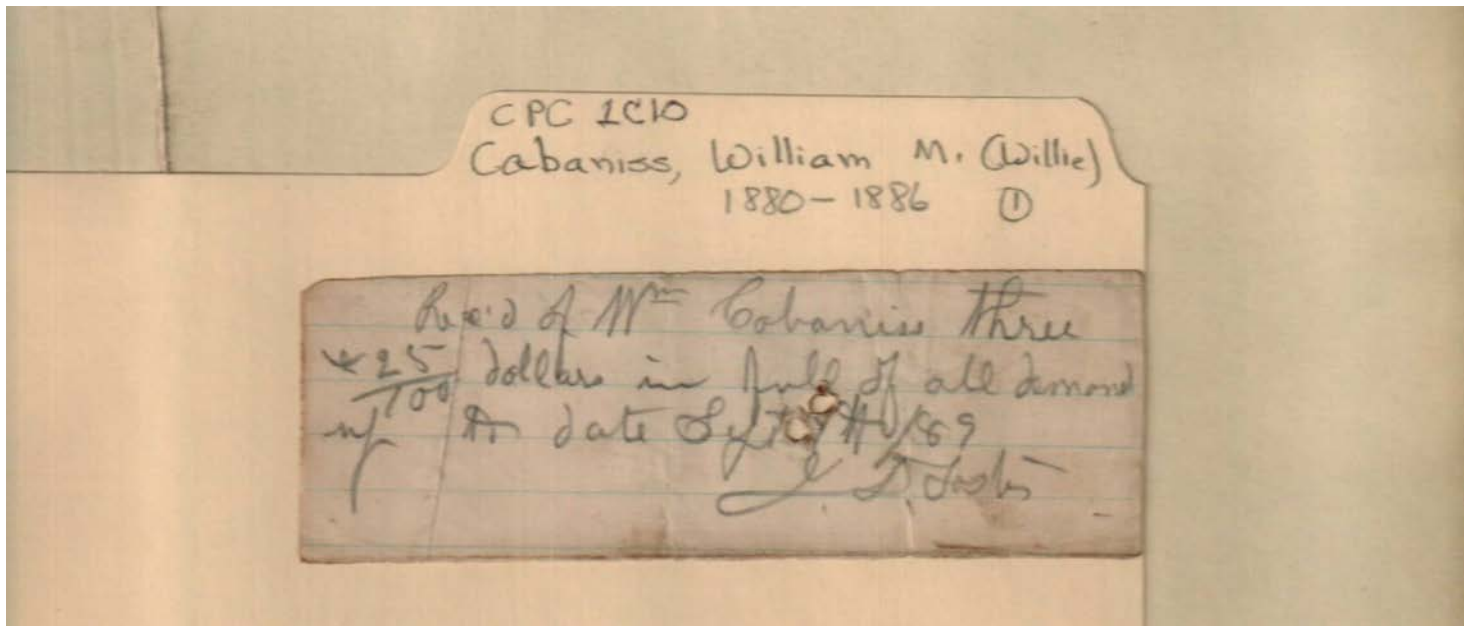 CPC 1C10
Cabaniss, William M. (Willie)
1880-1886 ①
Rec'd of Wm Cabaniss three
& 25/100 dollars in full of all demand
up to date Sept 89